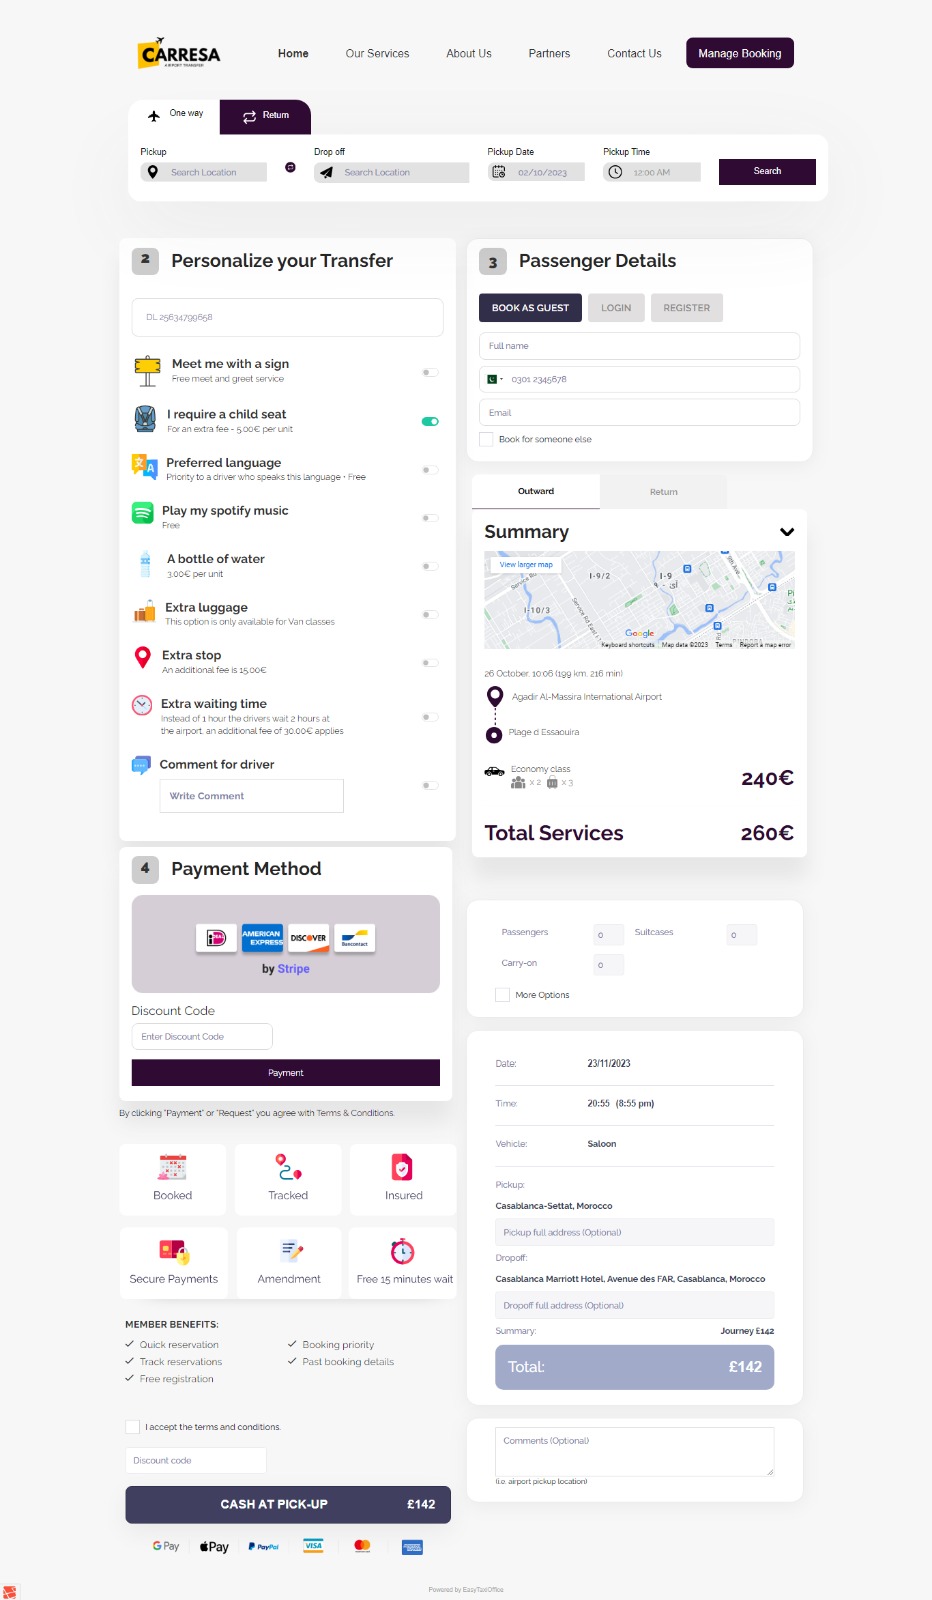 CARRESA
AIRPORT TRANSFER
Home
Our Services
About Us
Partners
Contact Us
Manage Booking
One way
Return
Pickup
Search Location
Drop off
Search Location
Pickup Date
02/10/2023
Pickup Time
12:00 AM
Search
2
Personalize your Transfer
DL 25634799658
Meet me with a sign
Free meet and greet service
I require a child seat
For an extra fee - 5.00€ per unit
Preferred language
Priority to a driver who speaks this language • Free
Play my spotify music
Free
A bottle of water
3.00€ per unit
Extra luggage
This option is only available for Van classes
Extra stop
An additional fee is 15.00€
Extra waiting time
Instead of 1 hour the drivers wait 2 hours at
the airport, an additional fee of 30.00€ applies
Comment for driver
Write Comment
4
Payment Method
AMERICAN EXPRESS
DISCOVER
Bancontact
by Stripe
Discount Code
Enter Discount Code
Payment
By clicking "Payment" or "Request" you agree with Terms & Conditions.
Booked
Tracked
Insured
Secure Payments
Amendment
Free 15 minutes wait
MEMBER BENEFITS:
Quick reservation
Booking priority
Track reservations
Past booking details
Free registration
I accept the terms and conditions.
Discount code
CASH AT PICK-UP £142
G Pay
Pay
PayPal
VISA
3
Passenger Details
BOOK AS GUEST
LOGIN
REGISTER
Full name
0301 2345678
Email
Book for someone else
Outward
Return
Summary
View larger map
I-9/2
I-9
I-10/3
Service Rd East
9th Ave
Google
Keyboard shortcuts
Map data ©2023
Terms
Report a map error
26 October, 10:06 (199 km, 216 min)
Agadir Al-Massira International Airport
Plage d Essaouira
Economy class
x 2
x 3
240€
Total Services 260€
Passengers
0
Suitcases
0
Carry-on
0
More Options
Date: 23/11/2023
Time: 20:55 (8:55 pm)
Vehicle: Saloon
Pickup:
Casablanca-Settat, Morocco
Pickup full address (Optional)
Dropoff:
Casablanca Marriott Hotel, Avenue des FAR, Casablanca, Morocco
Dropoff full address (Optional)
Summary: Journey £142
Total: £142
Comments (Optional)
(i.e. airport pickup location)
Powered by EasyTaxiOffice